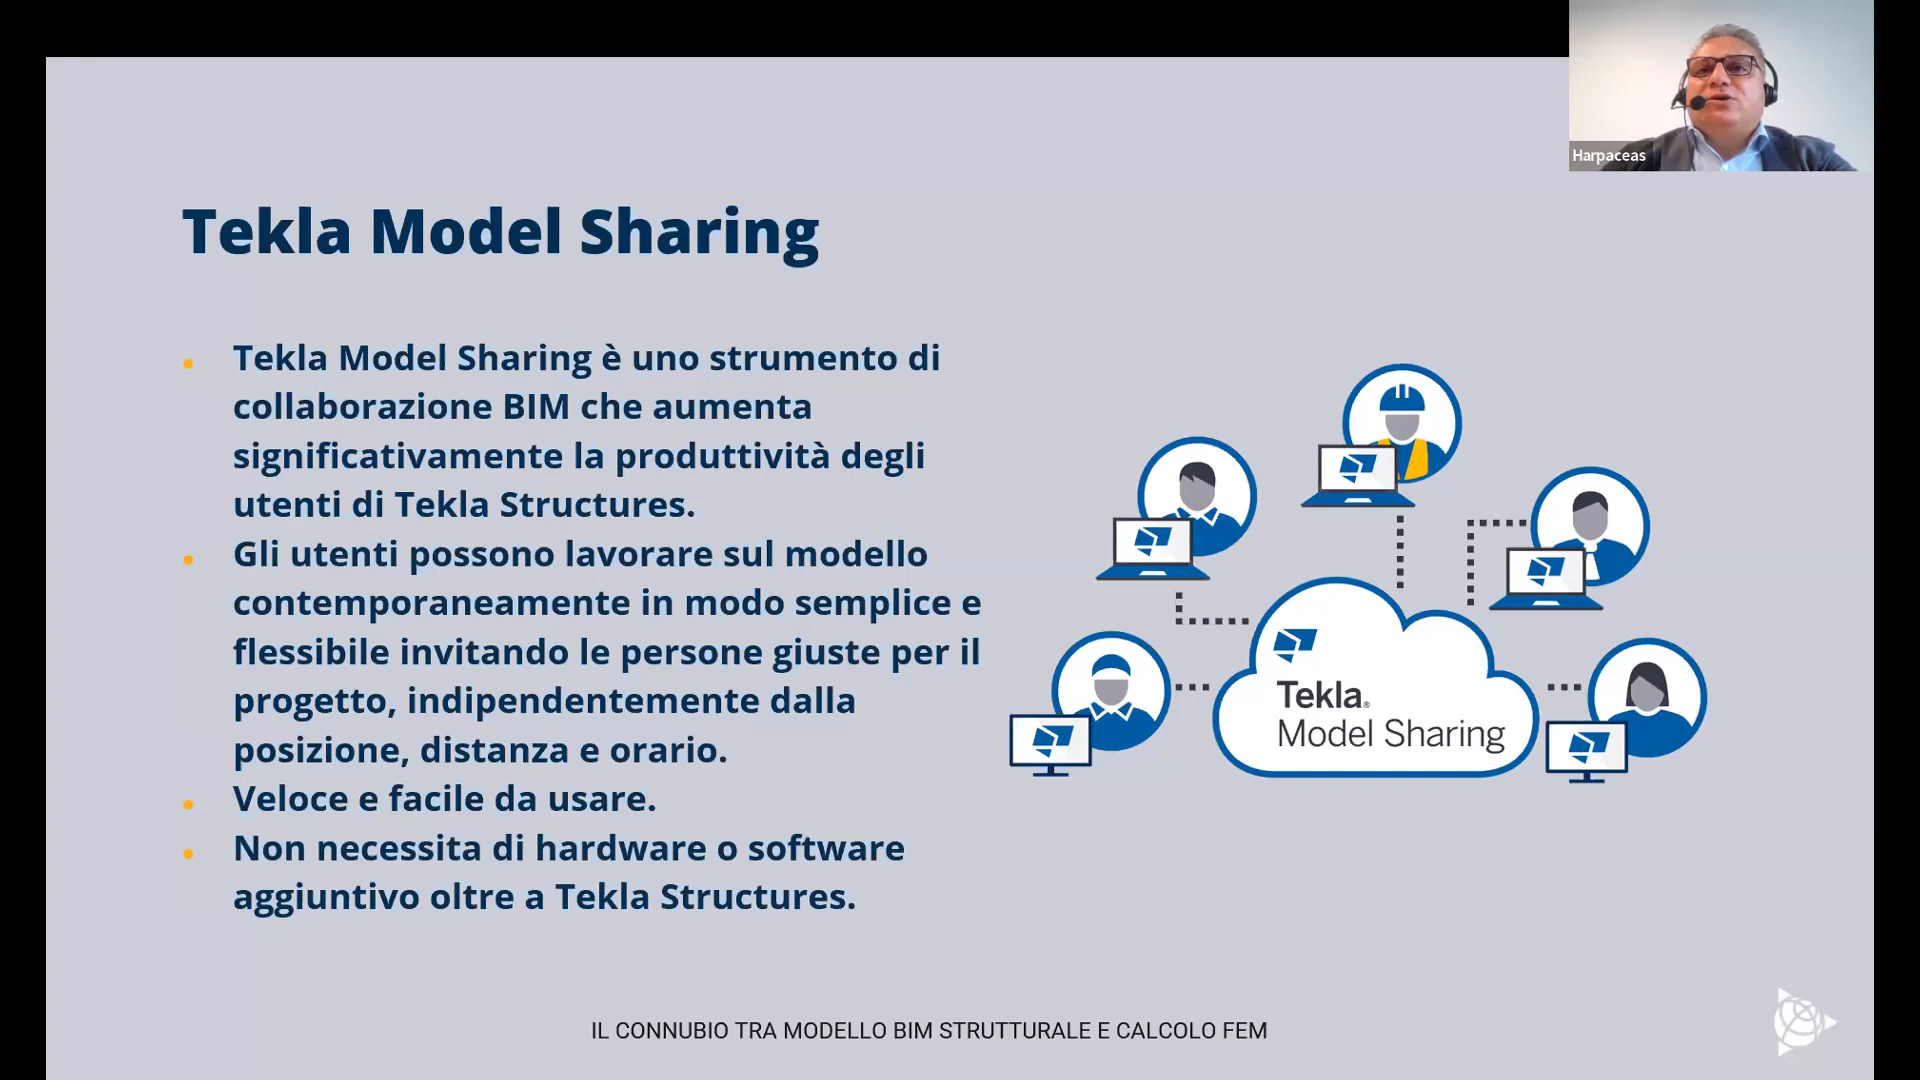 Harpaceas
Tekla Model Sharing
Tekla Model Sharing è uno strumento di
collaborazione BIM che aumenta
significativamente la produttività degli
utenti di Tekla Structures.
Gli utenti possono lavorare sul modello
contemporaneamente in modo semplice e
flessibile invitando le persone giuste per il
progetto, indipendentemente dalla
posizione, distanza e orario.
Veloce e facile da usare.
Non necessita di hardware o software
aggiuntivo oltre a Tekla Structures.
Tekla®
Model Sharing
IL CONNUBIO TRA MODELLO BIM STRUTTURALE E CALCOLO FEM